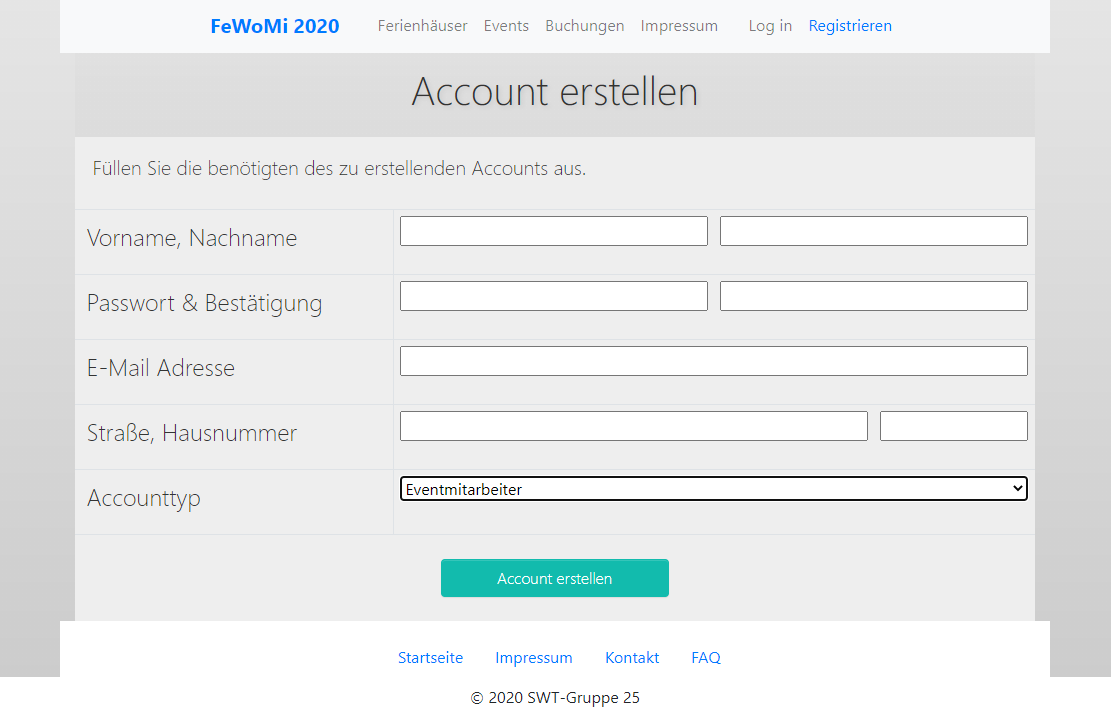 FeWoMi 2020 Ferienhäuser Events Buchungen Impressum Log in Registrieren
Account erstellen
Füllen Sie die benötigten des zu erstellenden Accounts aus.
Vorname, Nachname
Passwort & Bestätigung
E-Mail Adresse
Straße, Hausnummer
Accounttyp Eventmitarbeiter
Account erstellen
Startseite Impressum Kontakt FAQ
© 2020 SWT-Gruppe 25